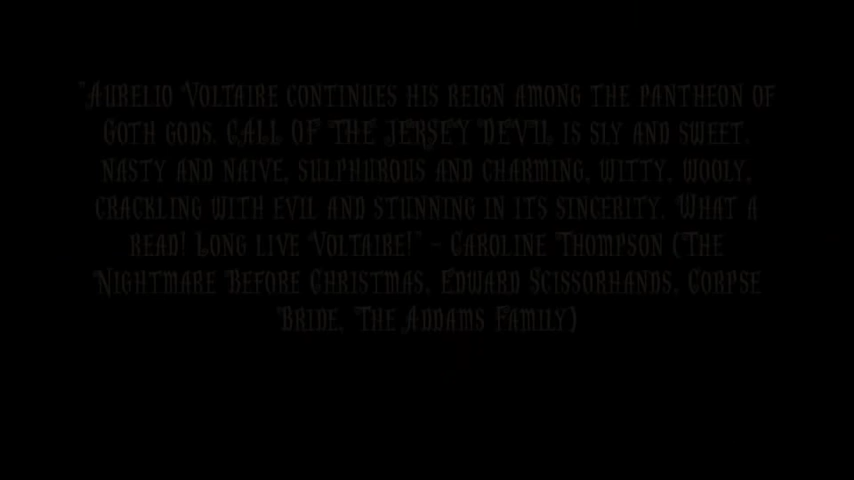 "Aurelio Voltaire continues his reign among the pantheon of
Goth gods. CALL OF THE JERSEY DEVIL is sly and sweet,
nasty and naive, sulphurous and charming, witty, wooly,
crackling with evil and stunning in its sincerity. What a
read! Long live Voltaire!" - Caroline Thompson (The
Nightmare Before Christmas, Edward Scissorhands, Corpse
Bride, The Addams Family)